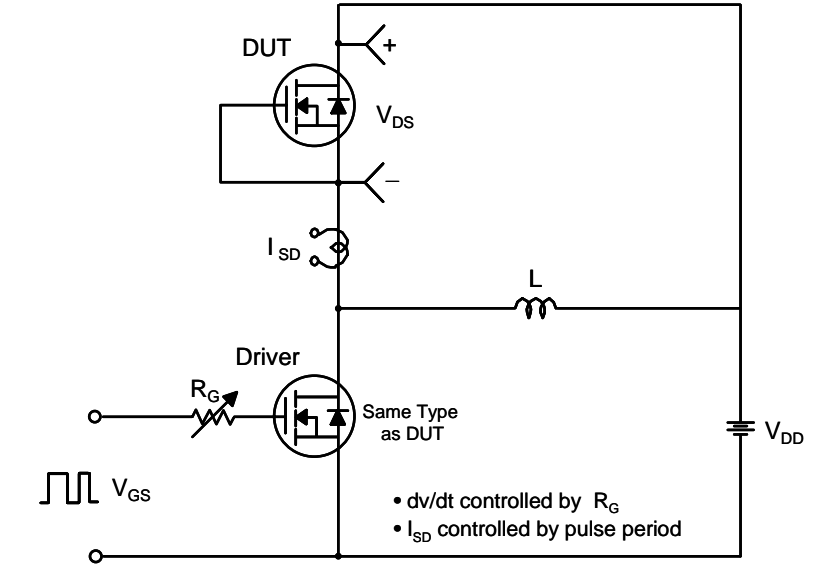 DUT
+
V_DS
−
I_SD
L
Driver
R_G
Same Type
as DUT
V_DD
V_GS
• dv/dt controlled by R_G
• I_SD controlled by pulse period